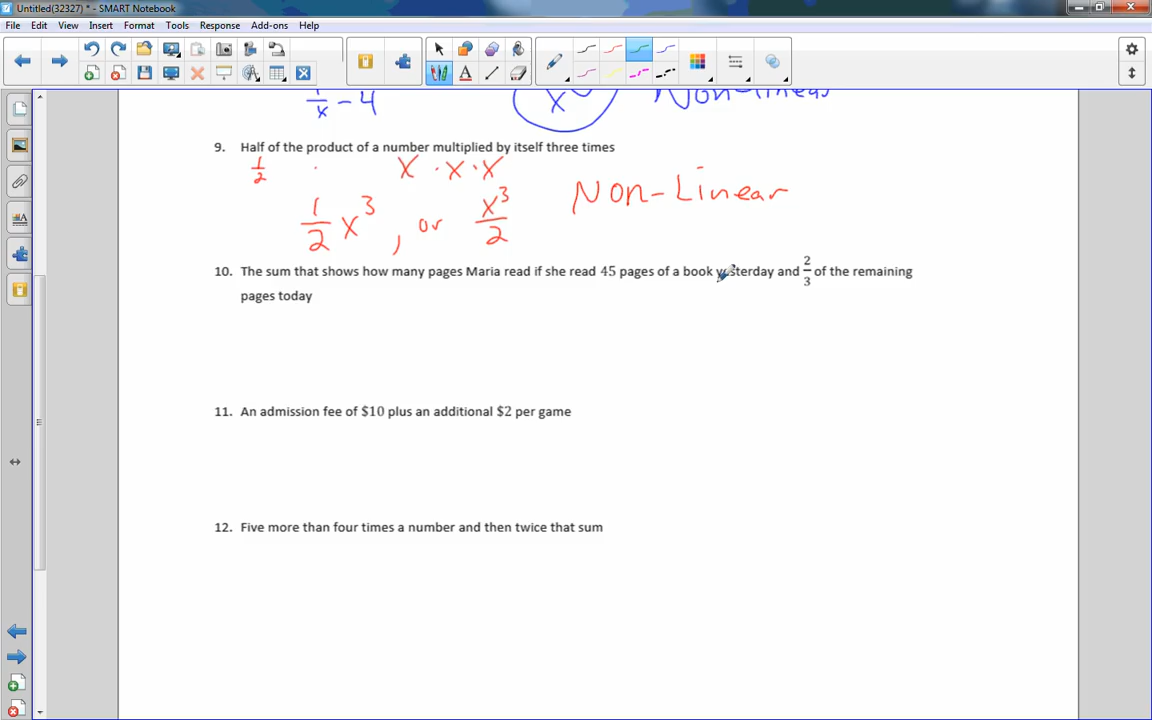 Untitled(32327) * - SMART Notebook
File Edit View Insert Format Tools Response Add-ons Help
1/x - 4 x Non-linear
9. Half of the product of a number multiplied by itself three times
1/2 · x · x · x
1/2 x³, or x³/2 Non-Linear
10. The sum that shows how many pages Maria read if she read 45 pages of a book yesterday and 2/3 of the remaining
pages today
11. An admission fee of $10 plus an additional $2 per game
12. Five more than four times a number and then twice that sum